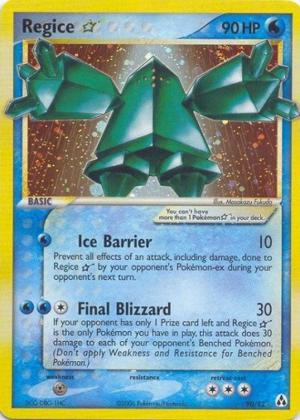 Regice ☆
90 HP
Illus. Masakazu Fukuda
BASIC
You can't have
more than 1 Pokémon ☆ in your deck.
Ice Barrier 10
Prevent all effects of an attack, including damage, done to
Regice ☆ by your opponent's Pokémon-ex during your
opponent's next turn.
Final Blizzard 30
If your opponent has only 1 Prize card left and Regice ☆ is
the only Pokémon you have in play, this attack does 30
damage to each of your opponent's Benched Pokémon.
(Don't apply Weakness and Resistance for Benched
Pokémon.)
weakness resistance retreat cost
©2006 Pokémon/Nintendo
90/92